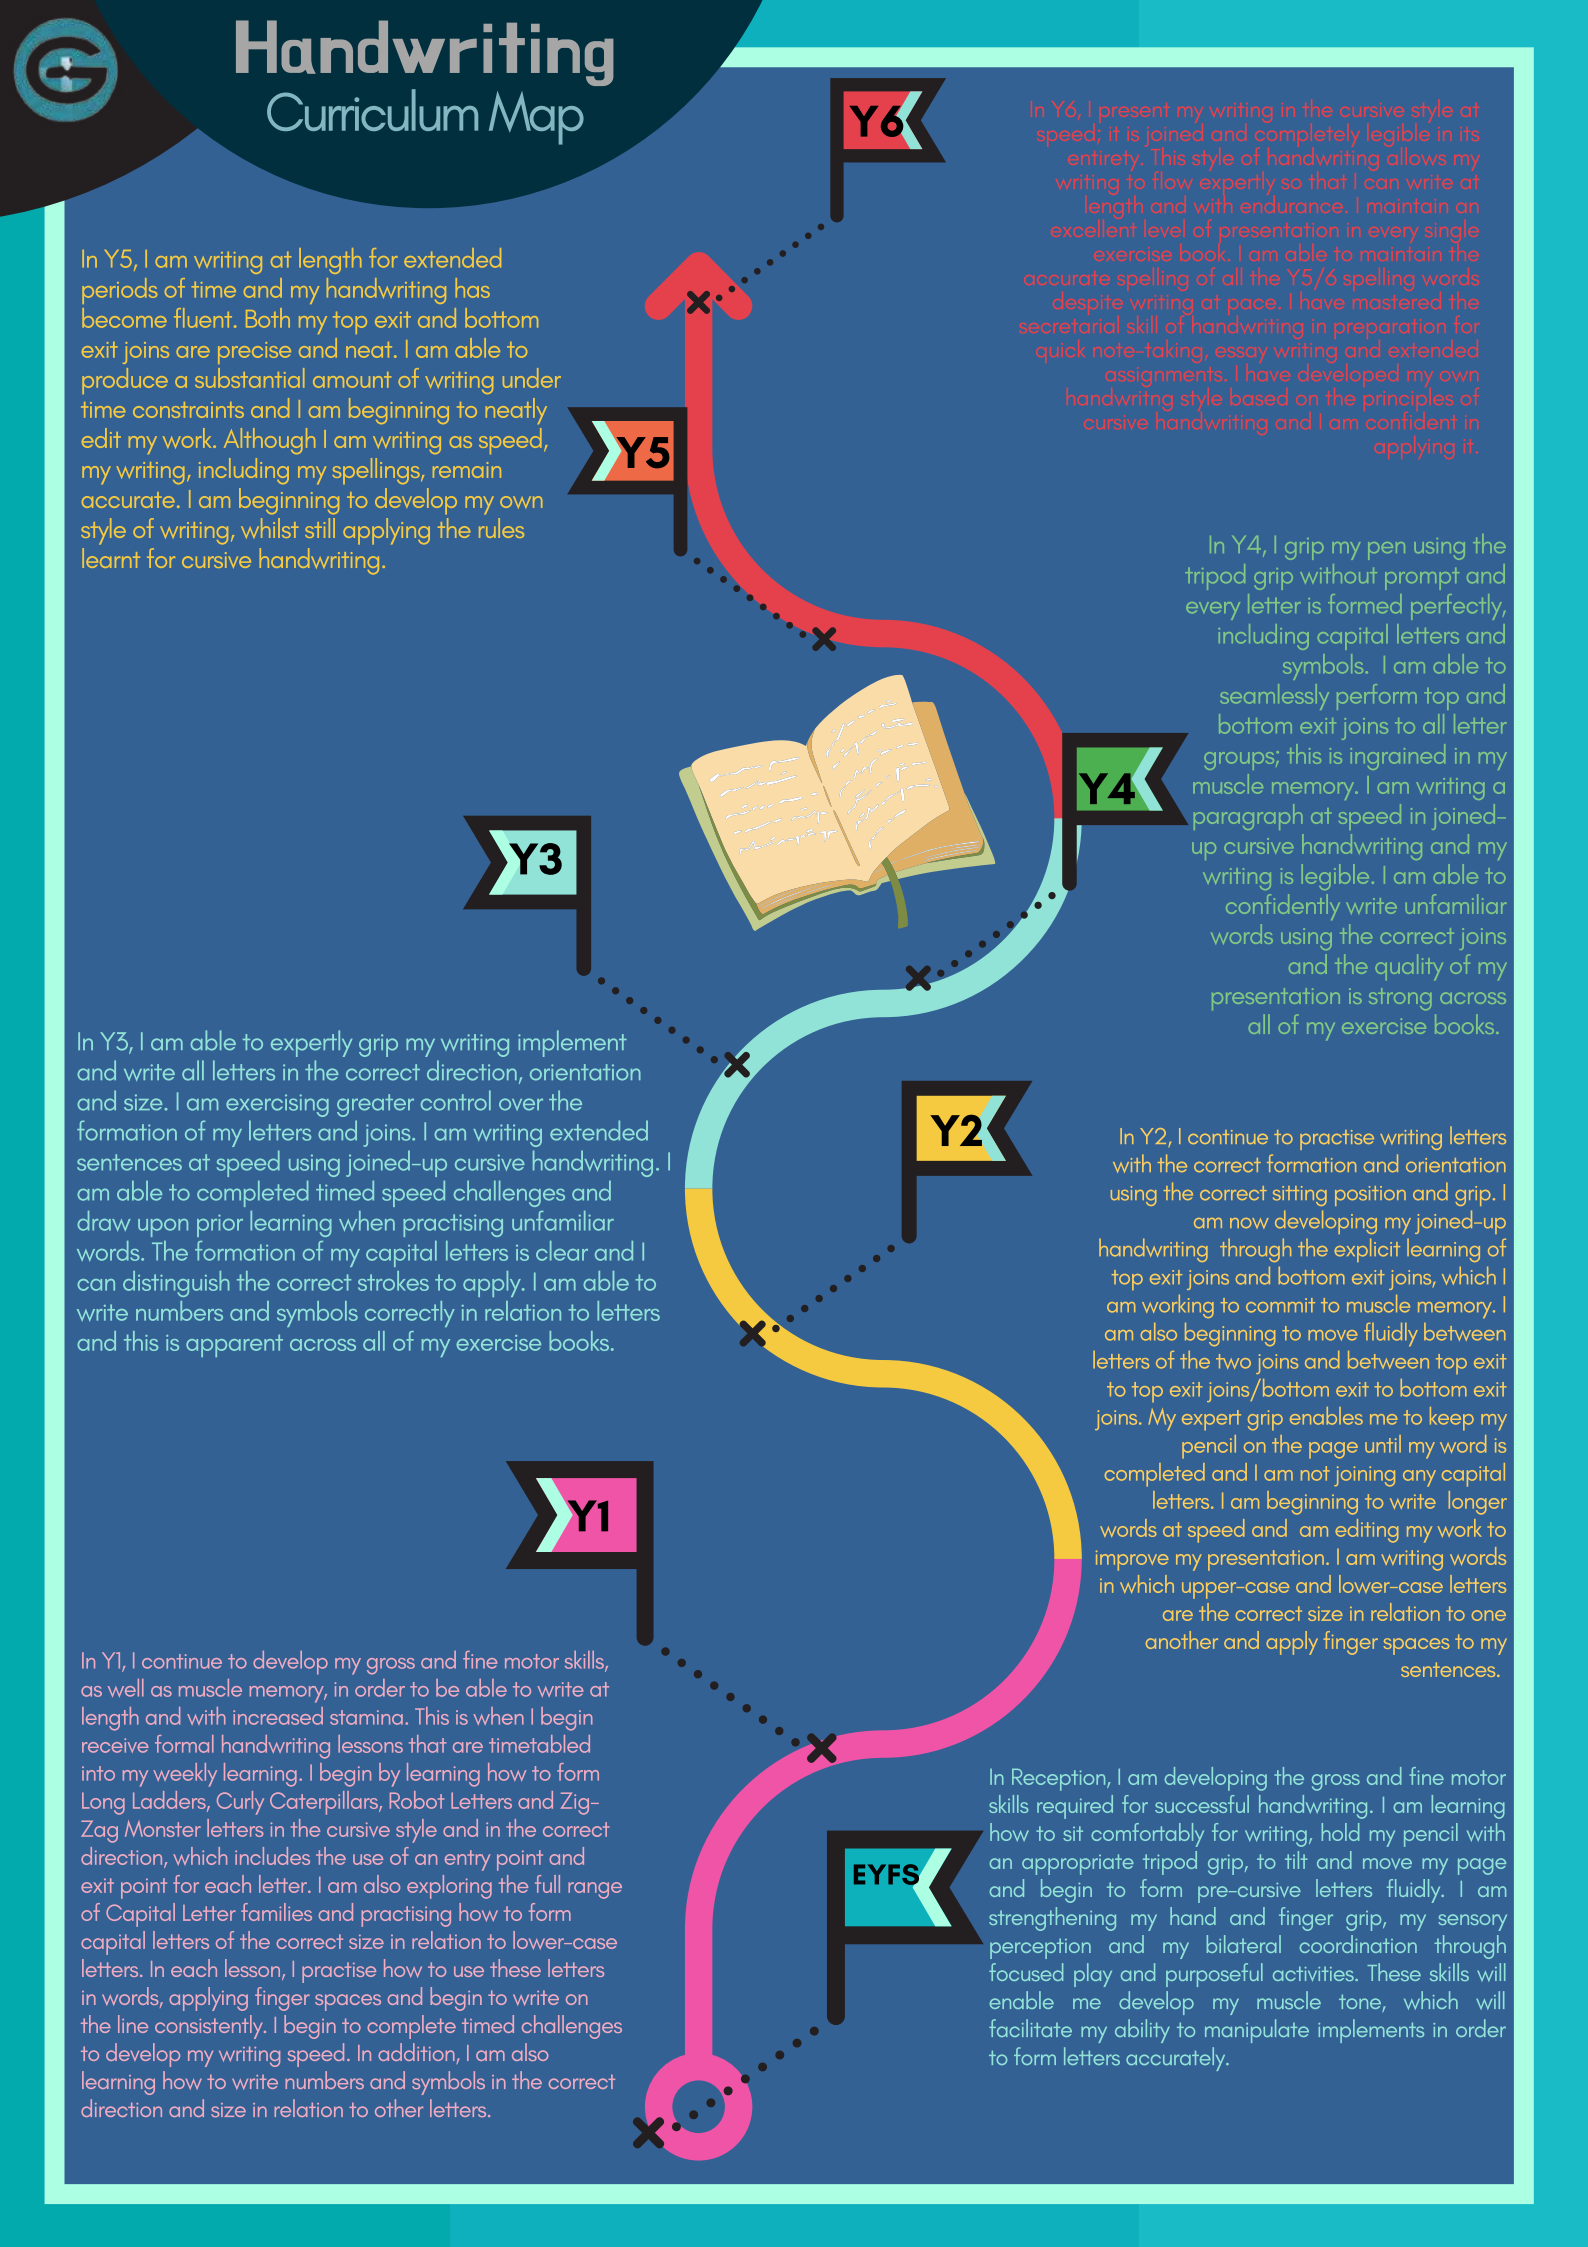 Handwriting
Curriculum Map
Y6
In Y6, I present my writing in the cursive style at
speed; it is joined and completely legible in its
entirety. This style of handwriting allows my
writing to flow expertly so that I can write at
length and with endurance. I maintain an
excellent level of presentation in every single
exercise book. I am able to maintain the
accurate spelling of all the Y5/6 spelling words
despite writing at pace. I have mastered the
secretarial skill of handwriting in preparation for
quick note-taking, essay writing and extended
assignments. I have developed my own
handwritng style based on the principles of
cursive handwriting and I am confident in
applying it.
In Y5, I am writing at length for extended
periods of time and my handwriting has
become fluent. Both my top exit and bottom
exit joins are precise and neat. I am able to
produce a substantial amount of writing under
time constraints and I am beginning to neatly
edit my work. Although I am writing as speed,
my writing, including my spellings, remain
accurate. I am beginning to develop my own
style of writing, whilst still applying the rules
learnt for cursive handwriting.
Y5
In Y4, I grip my pen using the
tripod grip without prompt and
every letter is formed perfectly,
including capital letters and
symbols.  I am able to
seamlessly perform top and
bottom exit joins to all letter
groups; this is ingrained in my
muscle memory. I am writing a
paragraph at speed in joined-
up cursive handwriting and my
writing is legible. I am able to
confidently write unfamiliar
words using the correct joins
and the quality of my
presentation is strong across
all of my exercise books.
Y4
Y3
In Y3, I am able to expertly grip my writing implement
and write all letters in the correct direction, orientation
and size. I am exercising greater control over the
formation of my letters and joins. I am writing extended
sentences at speed using joined-up cursive handwriting. I
am able to completed timed speed challenges and
draw upon prior learning when practising unfamiliar
words. The formation of my capital letters is clear and I
can distinguish the correct strokes to apply. I am able to
write numbers and symbols correctly in relation to letters
and this is apparent across all of my exercise books.
Y2
In Y2, I continue to practise writing letters
with the correct formation and orientation
using the correct sitting position and grip. I
am now developing my joined-up
handwriting  through the explicit learning of
top exit joins and bottom exit joins, which I
am working to commit to muscle memory. I
am also beginning to move fluidly between
letters of the two joins and between top exit
to top exit joins/bottom exit to bottom exit
joins. My expert grip enables me to keep my
pencil on the page until my word is
completed and I am not joining any capital
letters. I am beginning to write  longer
words at speed and  am editing my work to
improve my presentation. I am writing words
in which upper-case and lower-case letters
are the correct size in relation to one
another and apply finger spaces to my
sentences.
Y1
In Y1, I continue to develop my gross and fine motor skills,
as well as muscle memory, in order to be able to write at
length and with increased stamina. This is when I begin
receive formal handwriting lessons that are timetabled
into my weekly learning. I begin by learning how to form
Long Ladders, Curly Caterpillars, Robot Letters and Zig-
Zag Monster letters in the cursive style and in the correct
direction, which includes the use of an entry point and
exit point for each letter. I am also exploring the full range
of Capital Letter families and practising how to form
capital letters of the correct size in relation to lower-case
letters. In each lesson, I practise how to use these letters
in words, applying finger spaces and begin to write on
the line consistently. I begin to complete timed challenges
to develop my writing speed. In addition, I am also
learning how to write numbers and symbols in the correct
direction and size in relation to other letters.
In Reception, I am developing the gross and fine motor
skills required for successful handwriting. I am learning
how to sit comfortably for writing, hold my pencil with
an appropriate tripod grip, to tilt and move my page
and begin to form pre-cursive letters fluidly. I am
strengthening my hand and finger grip, my sensory
perception and my bilateral coordination through
focused play and purposeful activities. These skills will
enable me develop my muscle tone, which will
facilitate my ability to manipulate implements in order
to form letters accurately.
EYFS